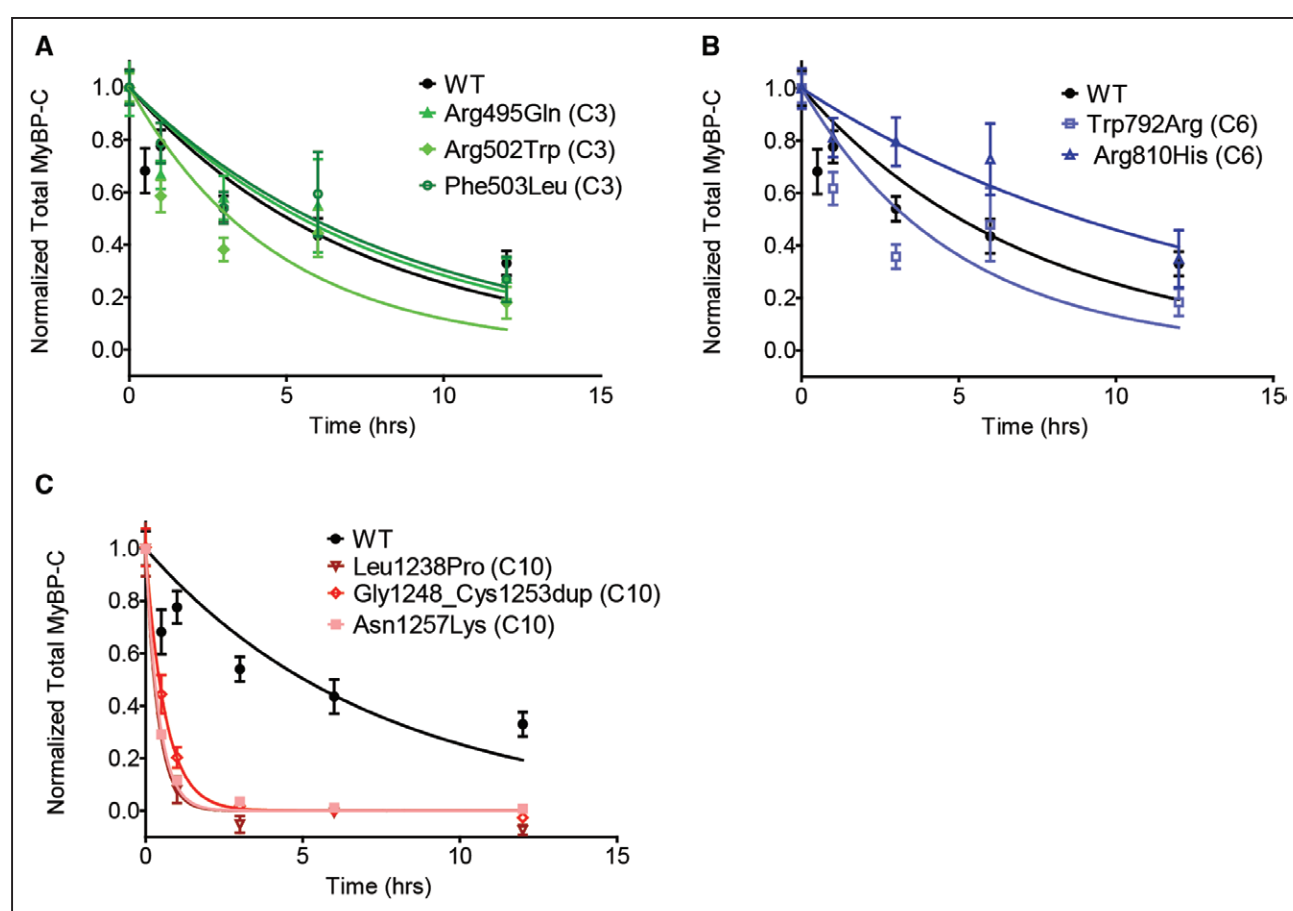 A
Normalized Total MyBP-C
1.0
0.8
0.6
0.4
0.2
0.0
0 5 10 15
Time (hrs)
WT
Arg495Gln (C3)
Arg502Trp (C3)
Phe503Leu (C3)
B
Normalized Total MyBP-C
1.0
0.8
0.6
0.4
0.2
0.0
0 5 10 15
Time (hrs)
WT
Trp792Arg (C6)
Arg810His (C6)
C
Normalized Total MyBP-C
1.0
0.8
0.6
0.4
0.2
0.0
0 5 10 15
Time (hrs)
WT
Leu1238Pro (C10)
Gly1248_Cys1253dup (C10)
Asn1257Lys (C10)